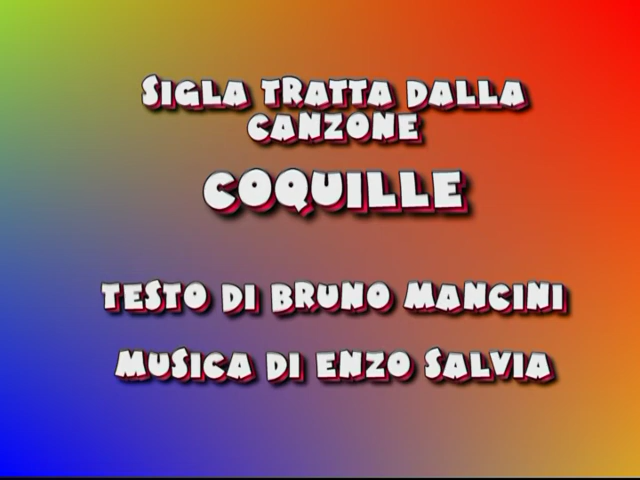 SIGLA TRATTA DALLA
CANZONE
COQUILLE
TESTO DI BRUNO MANCINI
MUSICA DI ENZO SALVIA